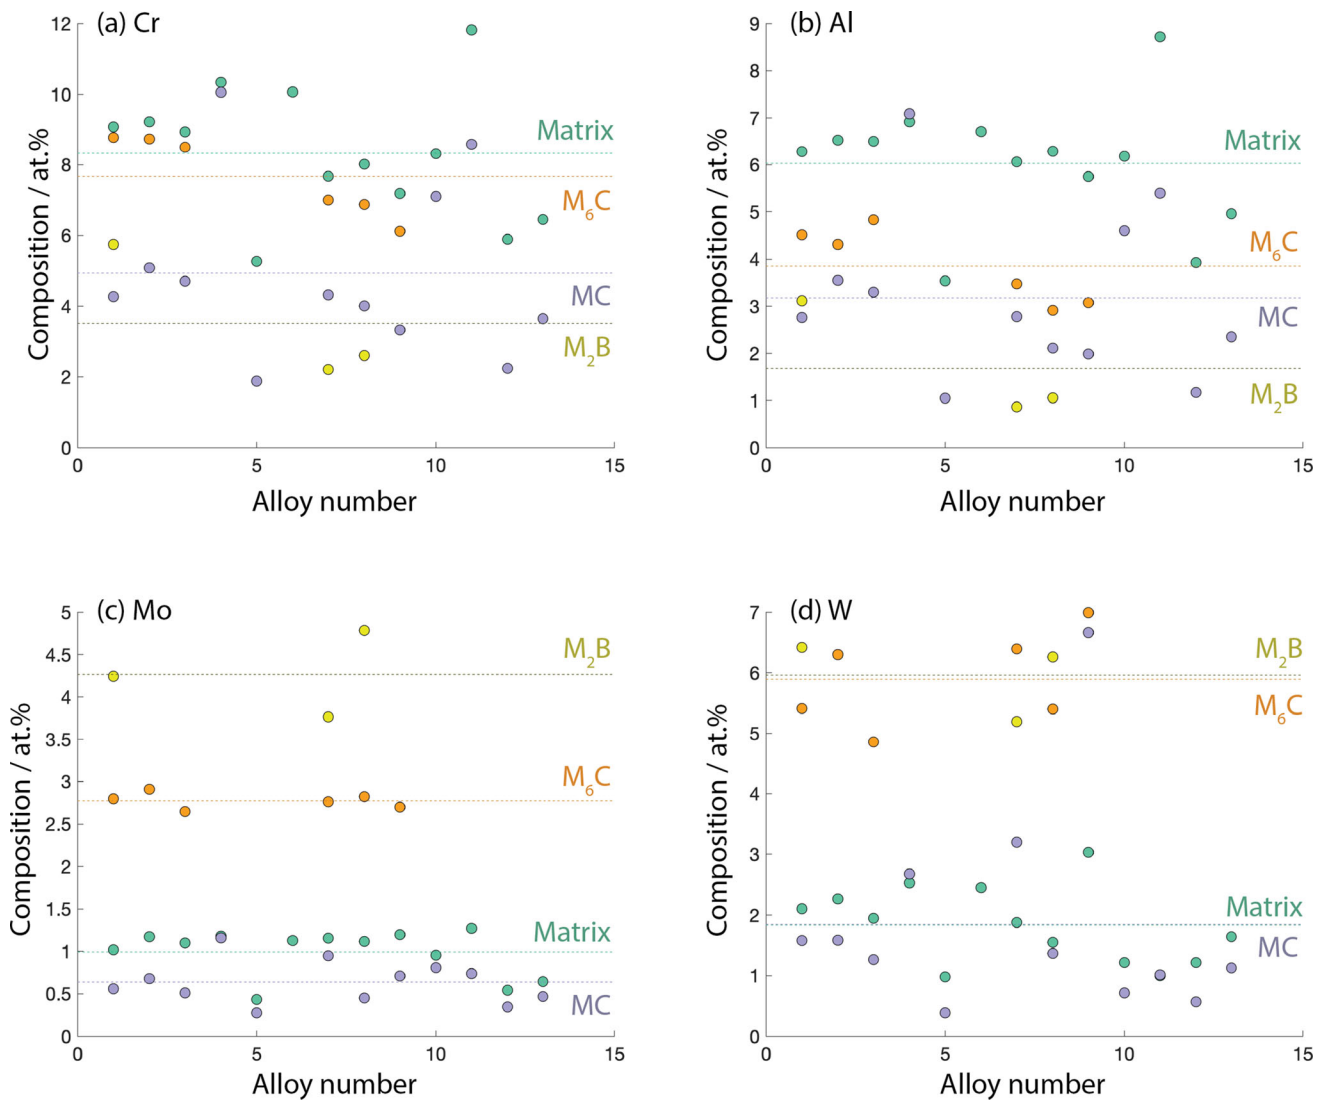 (a) Cr
12
10
8
6
4
2
0
0
5
10
15
Composition / at.%
Alloy number
Matrix
M₆C
MC
M₂B
(b) Al
9
8
7
6
5
4
3
2
1
0
0
5
10
15
Composition / at.%
Alloy number
Matrix
M₆C
MC
M₂B
(c) Mo
5
4.5
4
3.5
3
2.5
2
1.5
1
0.5
0
0
5
10
15
Composition / at.%
Alloy number
M₂B
M₆C
Matrix
MC
(d) W
7
6
5
4
3
2
1
0
0
5
10
15
Composition / at.%
Alloy number
M₂B
M₆C
Matrix
MC